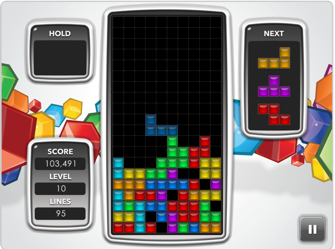 HOLD
NEXT
SCORE
103,491
LEVEL
10
LINES
95